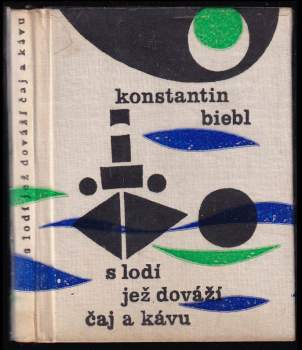 s lodí jež dováží čaj a kávu
konstantin
biebl
s lodí
jež dováží
čaj a kávu